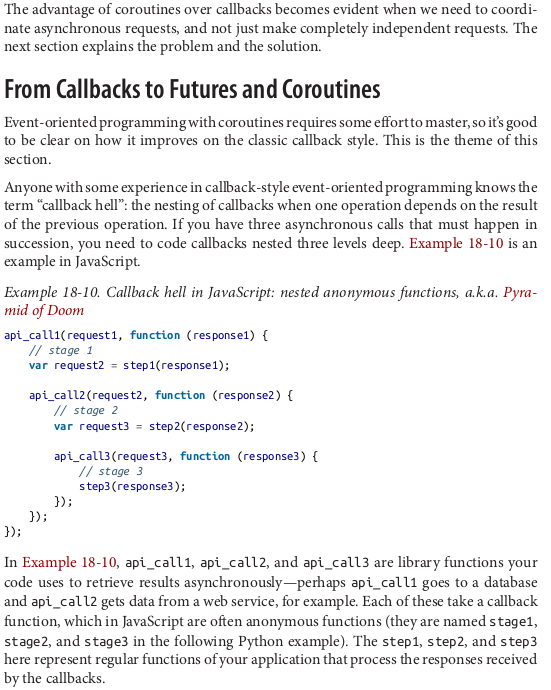 The advantage of coroutines over callbacks becomes evident when we need to coordi-
nate asynchronous requests, and not just make completely independent requests. The
next section explains the problem and the solution.
From Callbacks to Futures and Coroutines
Event-oriented programming with coroutines requires some effort to master, so it's good
to be clear on how it improves on the classic callback style. This is the theme of this
section.
Anyone with some experience in callback-style event-oriented programming knows the
term “callback hell”: the nesting of callbacks when one operation depends on the result
of the previous operation. If you have three asynchronous calls that must happen in
succession, you need to code callbacks nested three levels deep. Example 18-10 is an
example in JavaScript.
Example 18-10. Callback hell in JavaScript: nested anonymous functions, a.k.a. Pyra-
mid of Doom
api_call1(request1, function (response1) {
    // stage 1
    var request2 = step1(response1);

    api_call2(request2, function (response2) {
        // stage 2
        var request3 = step2(response2);

        api_call3(request3, function (response3) {
            // stage 3
            step3(response3);
        });
    });
});
In Example 18-10, api_call1, api_call2, and api_call3 are library functions your
code uses to retrieve results asynchronously—perhaps api_call1 goes to a database
and api_call2 gets data from a web service, for example. Each of these take a callback
function, which in JavaScript are often anonymous functions (they are named stage1,
stage2, and stage3 in the following Python example). The step1, step2, and step3
here represent regular functions of your application that process the responses received
by the callbacks.